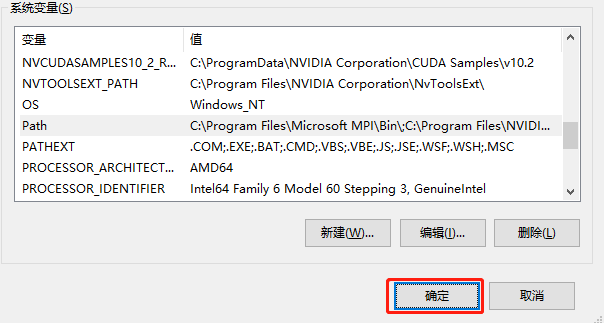 系统变量(S)
变量 值
NVCUDASAMPLES10_2_R... C:\ProgramData\NVIDIA Corporation\CUDA Samples\v10.2
NVTOOLSEXT_PATH C:\Program Files\NVIDIA Corporation\NvToolsExt\
OS Windows_NT
Path C:\Program Files\Microsoft MPI\Bin\;C:\Program Files\NVIDI...
PATHEXT .COM;.EXE;.BAT;.CMD;.VBS;.VBE;.JS;.JSE;.WSF;.WSH;.MSC
PROCESSOR_ARCHITECT... AMD64
PROCESSOR_IDENTIFIER Intel64 Family 6 Model 60 Stepping 3, GenuineIntel
新建(W)... 编辑(I)... 删除(L)
确定 取消